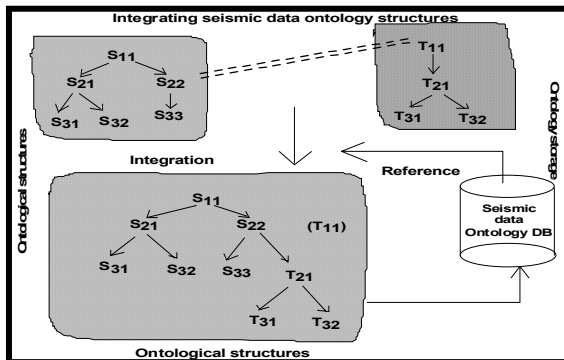 Integrating seismic data ontology structures
S11
S21 S22
S31 S32 S33
T11
T21
T31 T32
Ontological structures
Ontology storage
Integration
Reference
S11
S21 S22 (T11)
S31 S32 S33 T21
T31 T32
Seismic
data
Ontology DB
Ontological structures